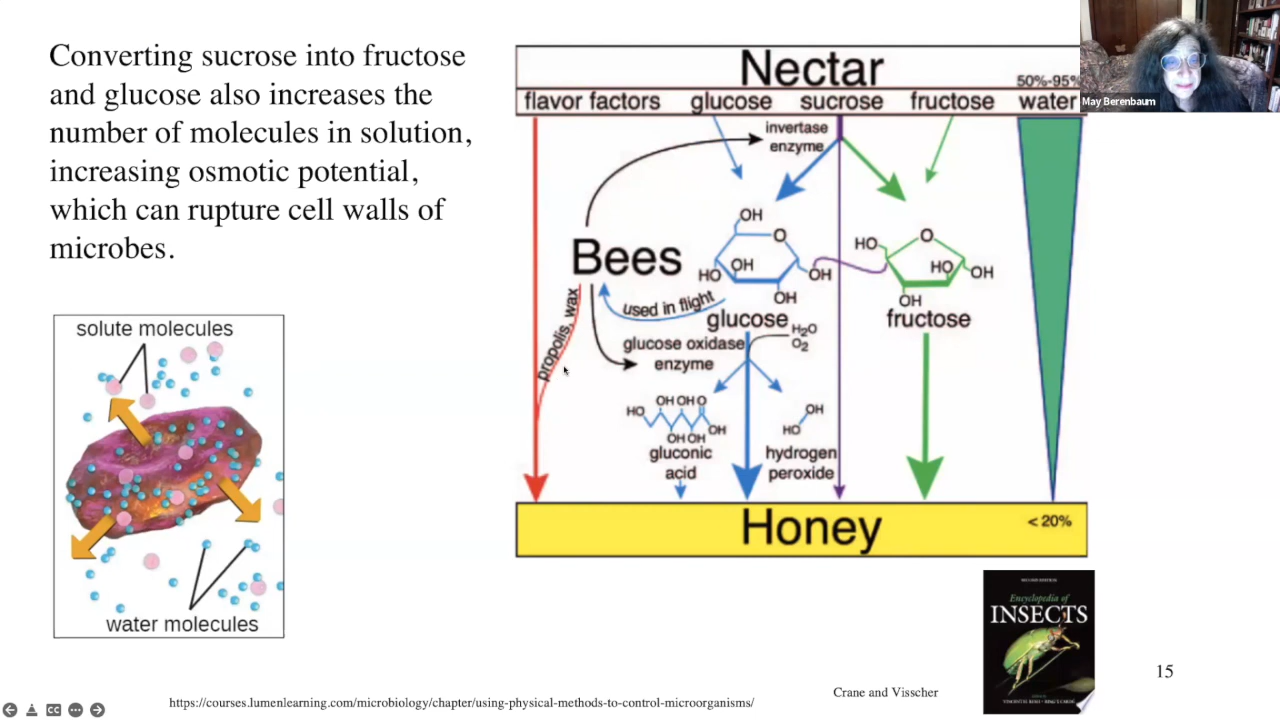 Converting sucrose into fructose
and glucose also increases the
number of molecules in solution,
increasing osmotic potential,
which can rupture cell walls of
microbes.
solute molecules
water molecules
Nectar
50%-95%
flavor factors glucose sucrose fructose water
invertase
enzyme
Bees
used in flight
propolis, wax
OH
O
OH
HO
OH
OH
glucose
HO
O
HO
OH
OH
fructose
glucose oxidase
enzyme
H₂O
O₂
OH OH O
HO
OH
OH OH
gluconic
acid
OH
HO
hydrogen
peroxide
Honey
< 20%
May Berenbaum
Encyclopedia of
INSECTS
15
Crane and Visscher
https://courses.lumenlearning.com/microbiology/chapter/using-physical-methods-to-control-microorganisms/
CC